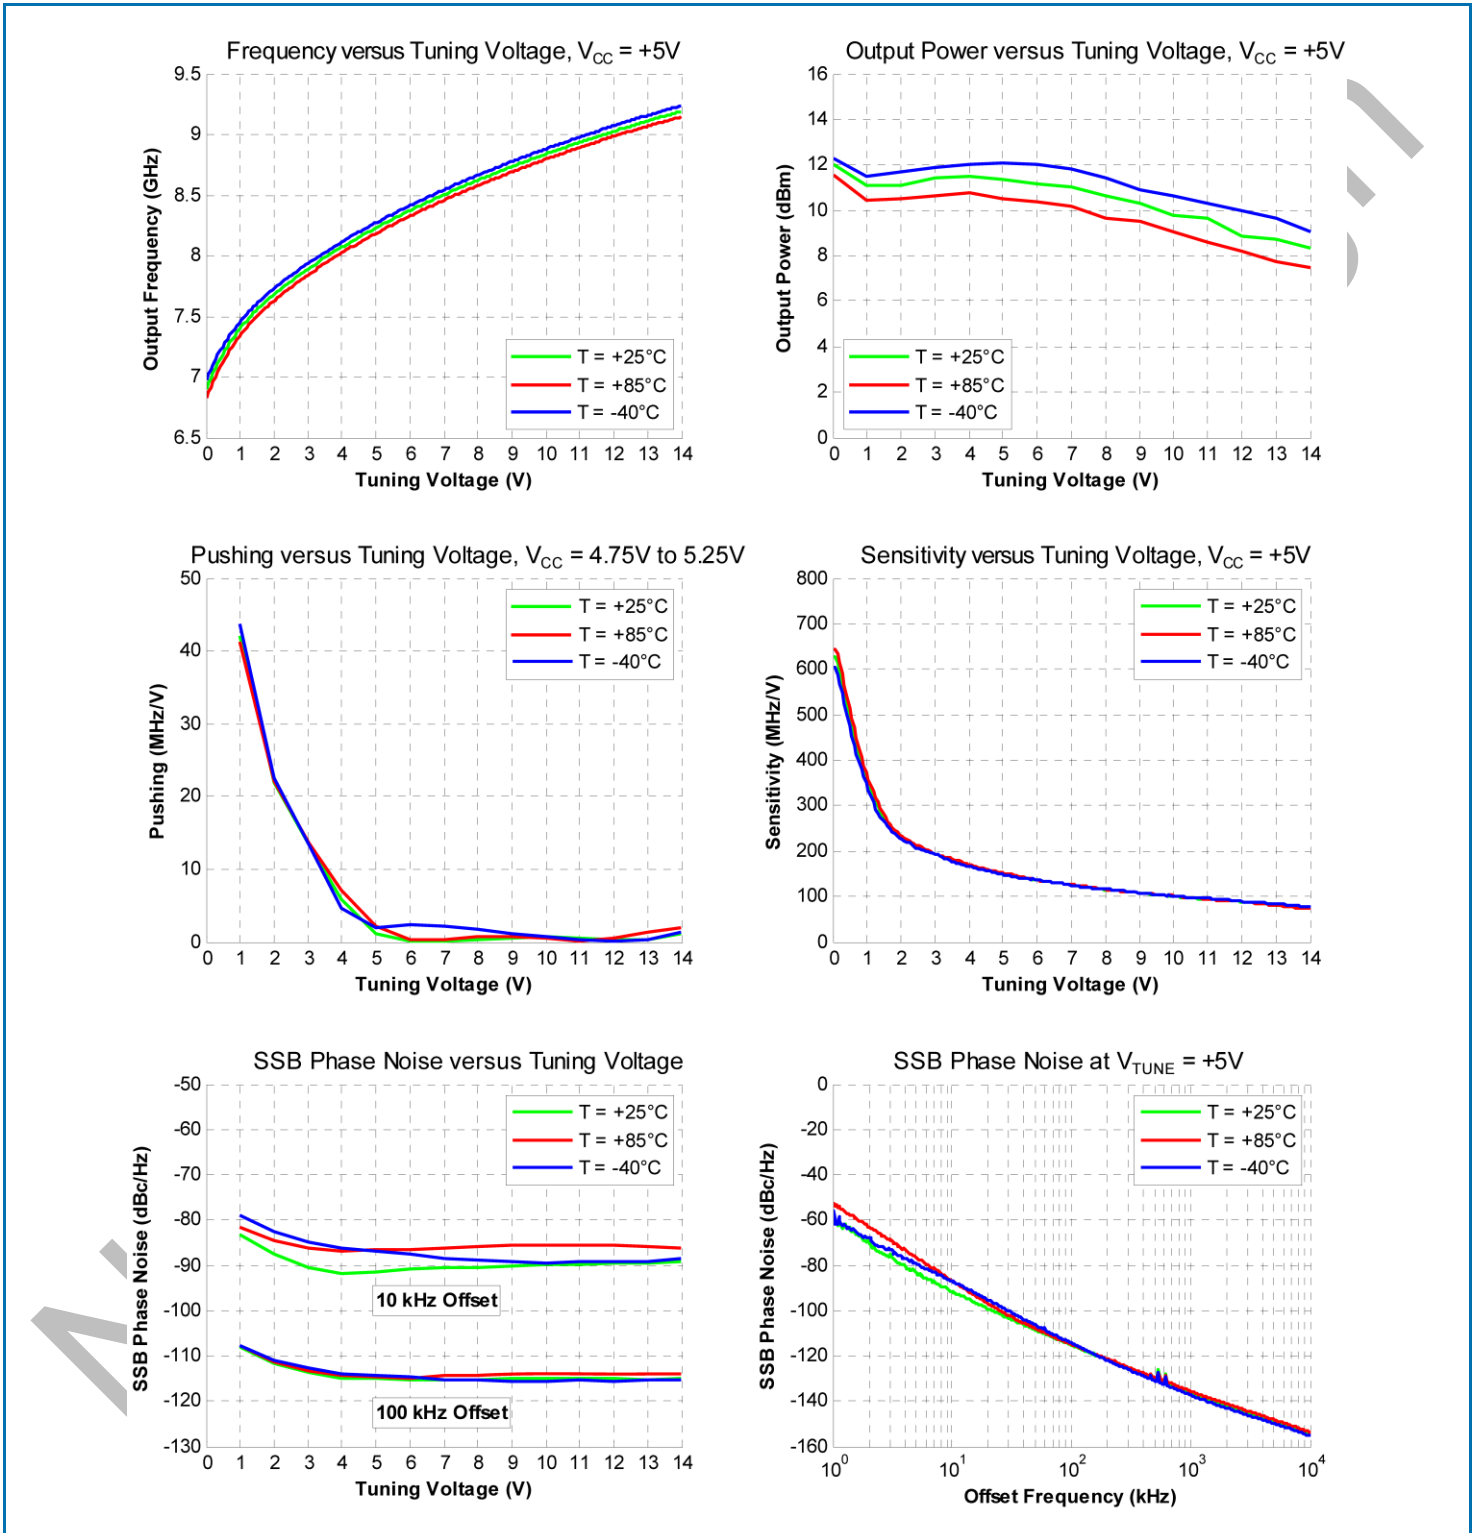 Frequency versus Tuning Voltage, VCC = +5V
9.5
9
8.5
8
7.5
7
6.5
Output Frequency (GHz)
T = +25°C
T = +85°C
T = -40°C
0 1 2 3 4 5 6 7 8 9 10 11 12 13 14
Tuning Voltage (V)
Output Power versus Tuning Voltage, VCC = +5V
16
14
12
10
8
6
4
2
0
Output Power (dBm)
T = +25°C
T = +85°C
T = -40°C
0 1 2 3 4 5 6 7 8 9 10 11 12 13 14
Tuning Voltage (V)
Pushing versus Tuning Voltage, VCC = 4.75V to 5.25V
50
40
30
20
10
0
Pushing (MHz/V)
T = +25°C
T = +85°C
T = -40°C
0 1 2 3 4 5 6 7 8 9 10 11 12 13 14
Tuning Voltage (V)
Sensitivity versus Tuning Voltage, VCC = +5V
800
700
600
500
400
300
200
100
0
Sensitivity (MHz/V)
T = +25°C
T = +85°C
T = -40°C
0 1 2 3 4 5 6 7 8 9 10 11 12 13 14
Tuning Voltage (V)
SSB Phase Noise versus Tuning Voltage
-50
-60
-70
-80
-90
-100
-110
-120
-130
SSB Phase Noise (dBc/Hz)
T = +25°C
T = +85°C
T = -40°C
10 kHz Offset
100 kHz Offset
0 1 2 3 4 5 6 7 8 9 10 11 12 13 14
Tuning Voltage (V)
SSB Phase Noise at VTUNE = +5V
0
-20
-40
-60
-80
-100
-120
-140
-160
SSB Phase Noise (dBc/Hz)
T = +25°C
T = +85°C
T = -40°C
10^0 10^1 10^2 10^3 10^4
Offset Frequency (kHz)